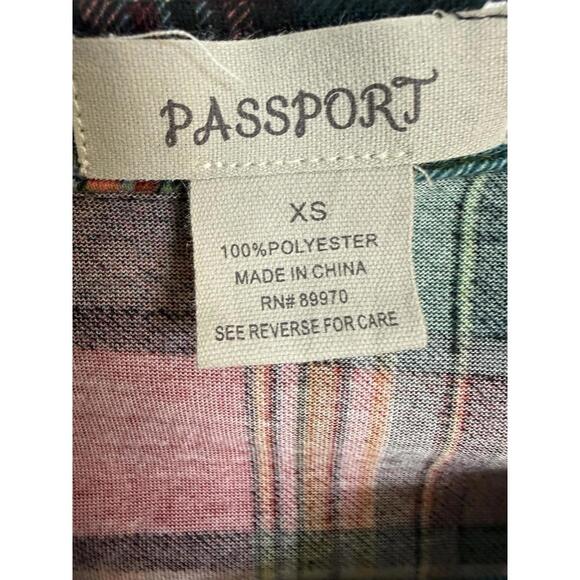 PASSPORT
XS
100%POLYESTER
MADE IN CHINA
RN# 89970
SEE REVERSE FOR CARE